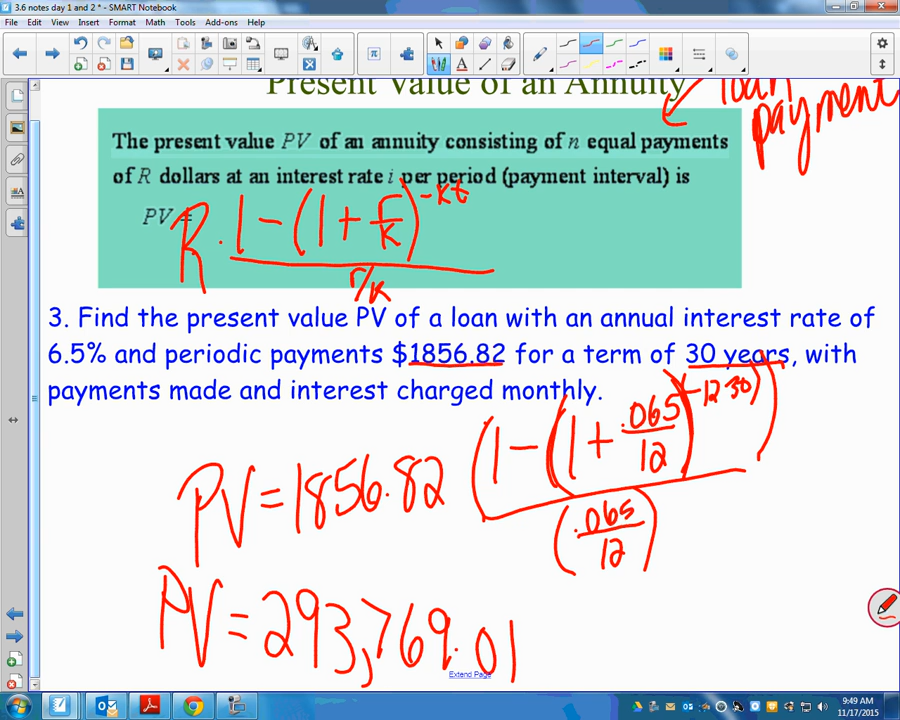 3.6 notes day 1 and 2 * - SMART Notebook
File Edit View Insert Format Math Tools Add-ons Help
Present Value of an Annuity
loan
payment
The present value PV of an annuity consisting of n equal payments
of R dollars at an interest rate i per period (payment interval) is
PV = R · 1 - (1 + r/k)^-kt
r/k
3. Find the present value PV of a loan with an annual interest rate of
6.5% and periodic payments $1856.82 for a term of 30 years, with
payments made and interest charged monthly.
PV = 1856.82 (1 - (1 + .065/12)^(-12·30))
(.065/12)
PV = 293,769.01
Extend Page
9:49 AM
11/17/2015